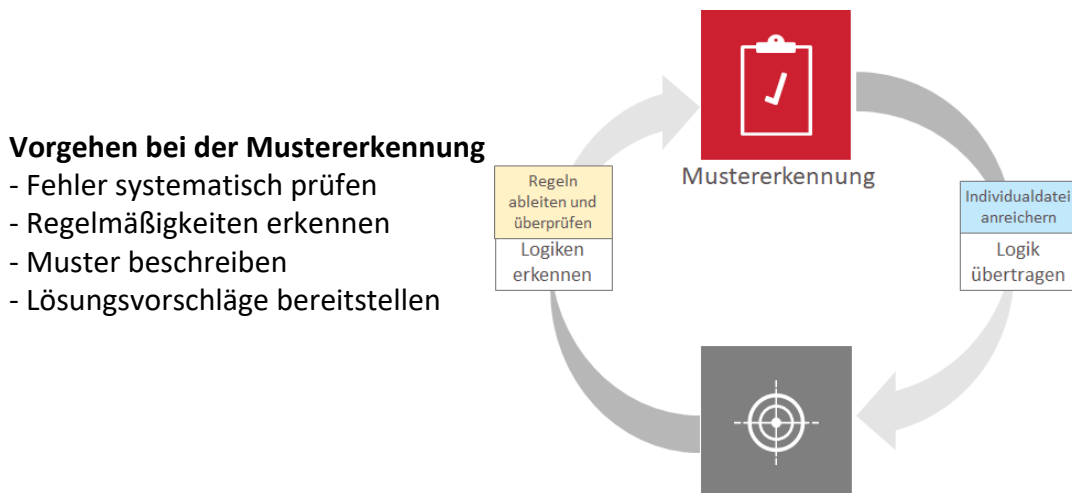 Vorgehen bei der Mustererkennung
- Fehler systematisch prüfen
- Regelmäßigkeiten erkennen
- Muster beschreiben
- Lösungsvorschläge bereitstellen
Mustererkennung
Regeln
ableiten und
überprüfen
Logiken
erkennen
Individualdatei
anreichern
Logik
übertragen